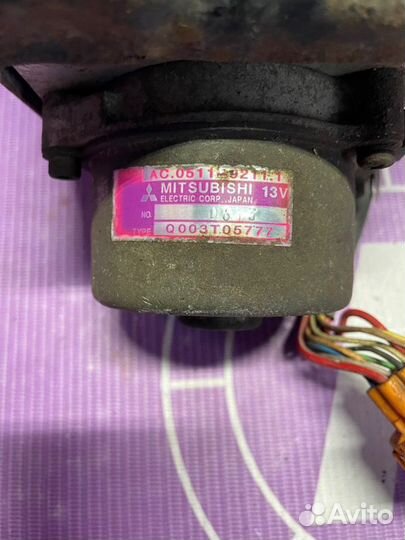 MITSUBISHI 13V
ELECTRIC CORP., JAPAN
NO
TYPE Q003T05777
Avito